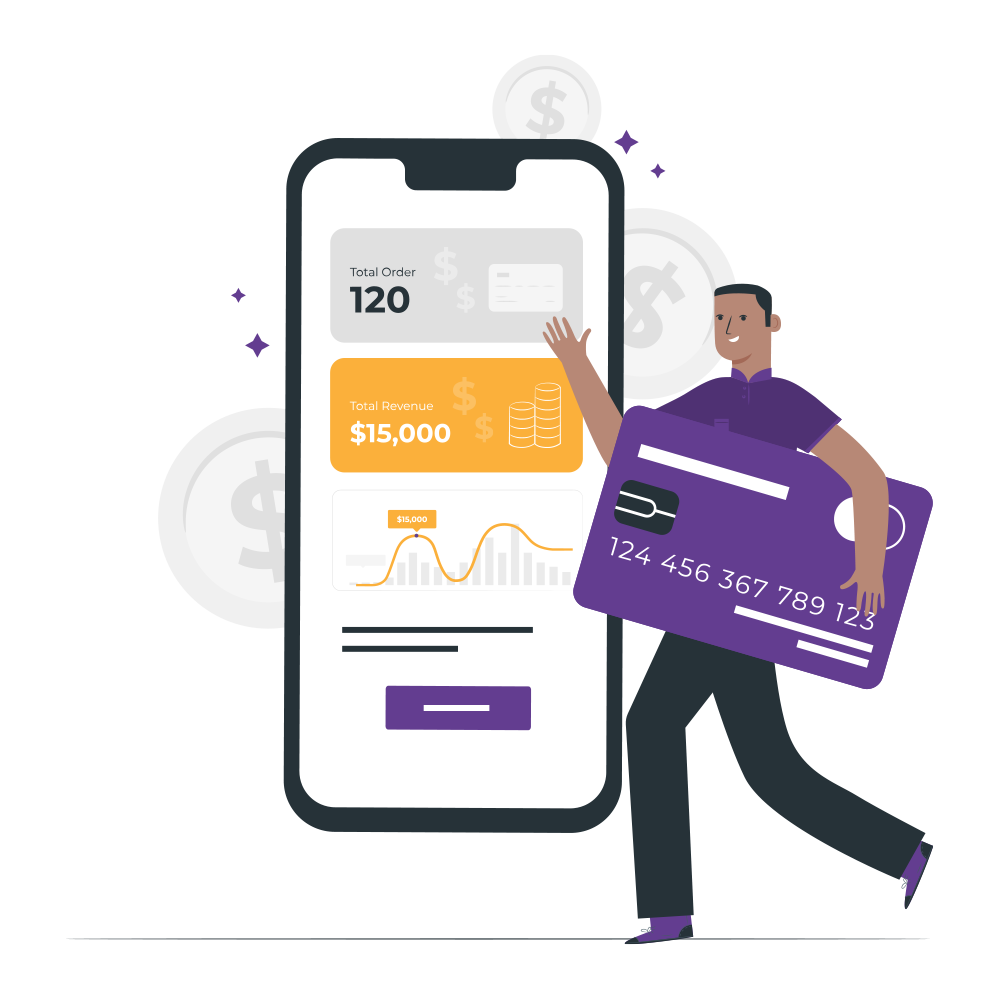 Total Order
120
Total Revenue
$15,000
$15,000
124 456 367 789 123